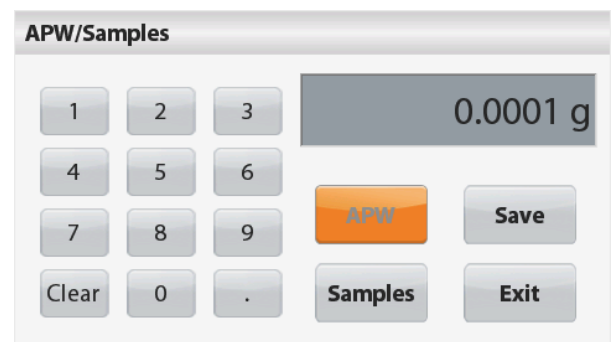 APW/Samples
0.0001 g
1 2 3
4 5 6
7 8 9
Clear 0 .
APW Save
Samples Exit